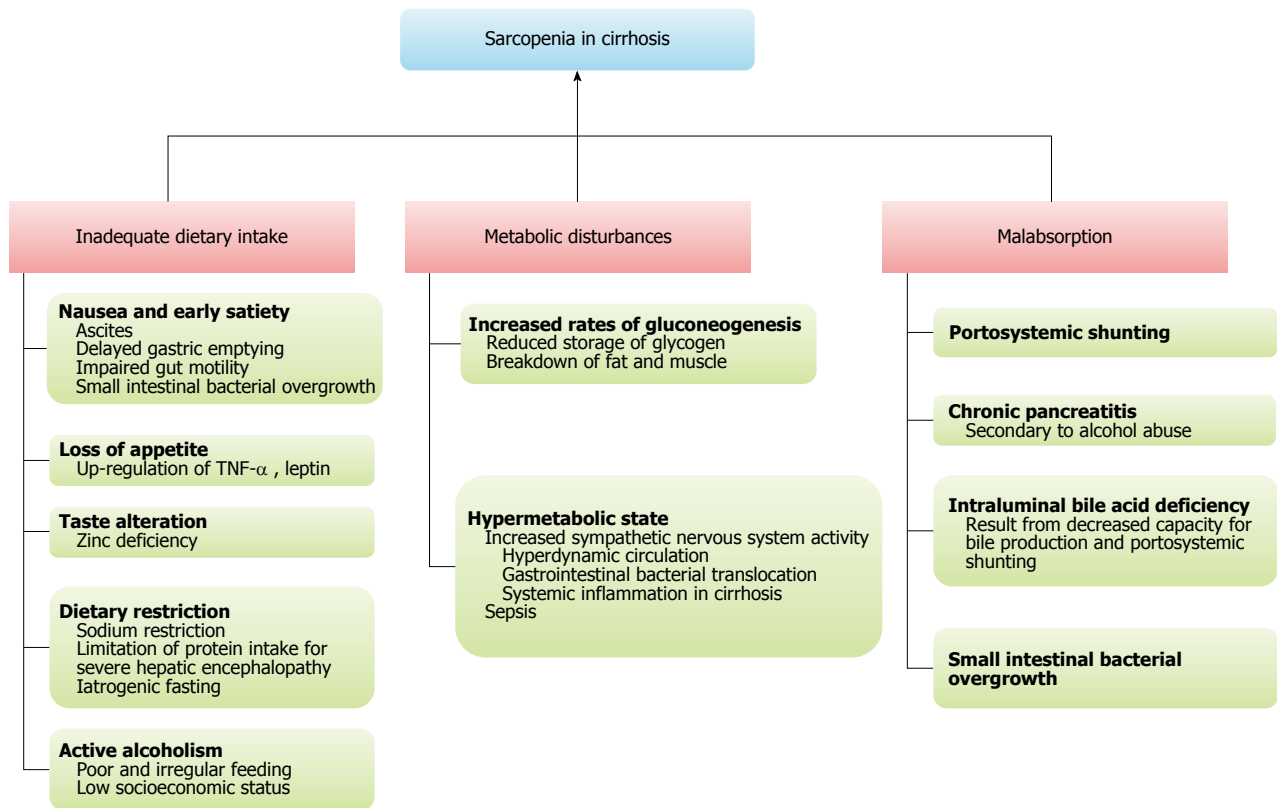 Sarcopenia in cirrhosis
Inadequate dietary intake
Nausea and early satiety
Ascites
Delayed gastric emptying
Impaired gut motility
Small intestinal bacterial overgrowth
Loss of appetite
Up-regulation of TNF-α , leptin
Taste alteration
Zinc deficiency
Dietary restriction
Sodium restriction
Limitation of protein intake for
severe hepatic encephalopathy
Iatrogenic fasting
Active alcoholism
Poor and irregular feeding
Low socioeconomic status
Metabolic disturbances
Increased rates of gluconeogenesis
Reduced storage of glycogen
Breakdown of fat and muscle
Hypermetabolic state
Increased sympathetic nervous system activity
Hyperdynamic circulation
Gastrointestinal bacterial translocation
Systemic inflammation in cirrhosis
Sepsis
Malabsorption
Portosystemic shunting
Chronic pancreatitis
Secondary to alcohol abuse
Intraluminal bile acid deficiency
Result from decreased capacity for
bile production and portosystemic
shunting
Small intestinal bacterial
overgrowth